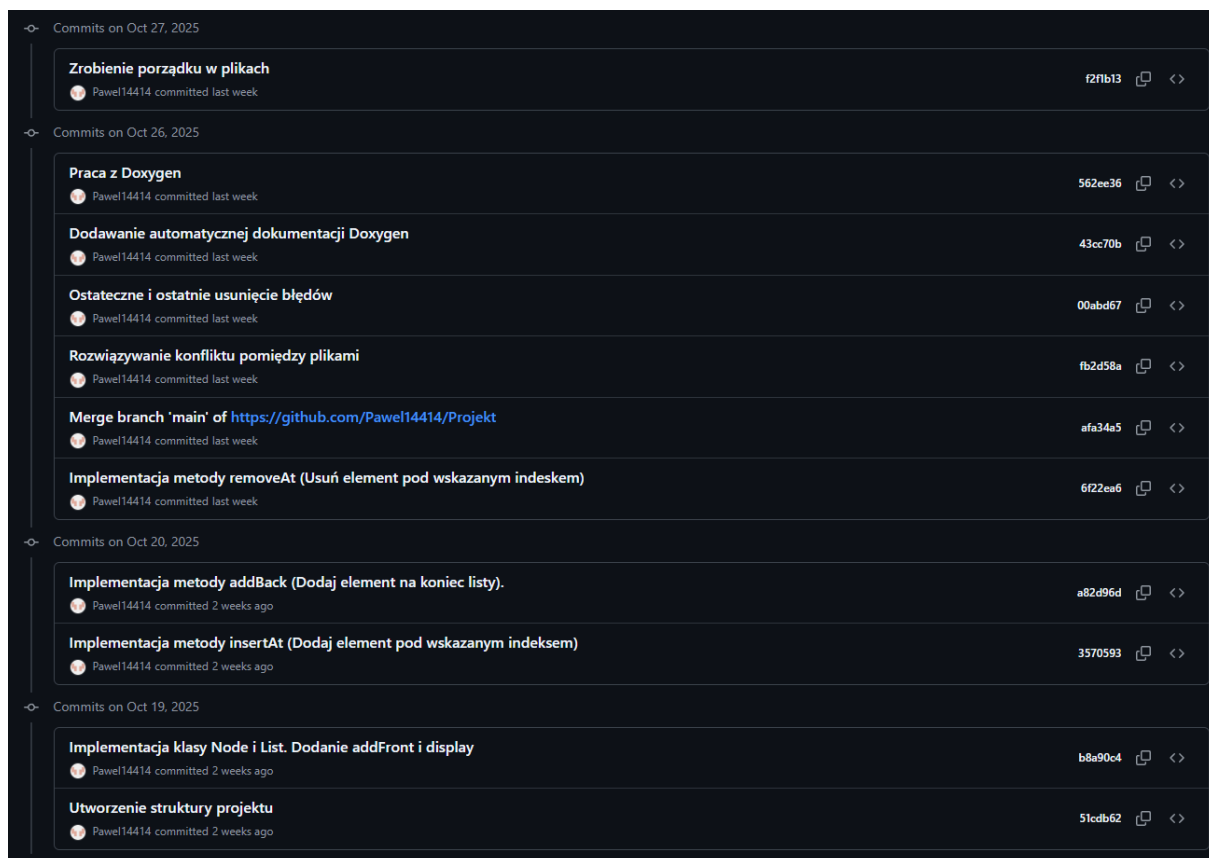 Commits on Oct 27, 2025
Zrobienie porządku w plikach
Pawel14414 committed last week
f2f1b13
Commits on Oct 26, 2025
Praca z Doxygen
Pawel14414 committed last week
562ee36
Dodawanie automatycznej dokumentacji Doxygen
Pawel14414 committed last week
43cc70b
Ostateczne i ostatnie usunięcie błędów
Pawel14414 committed last week
00abd67
Rozwiązywanie konfliktu pomiędzy plikami
Pawel14414 committed last week
fb2d58a
Merge branch 'main' of https://github.com/Pawel14414/Projekt
Pawel14414 committed last week
afa34a5
Implementacja metody removeAt (Usuń element pod wskazanym indeskem)
Pawel14414 committed last week
6f22ea6
Commits on Oct 20, 2025
Implementacja metody addBack (Dodaj element na koniec listy).
Pawel14414 committed 2 weeks ago
a82d96d
Implementacja metody insertAt (Dodaj element pod wskazanym indeksem)
Pawel14414 committed 2 weeks ago
3570593
Commits on Oct 19, 2025
Implementacja klasy Node i List. Dodanie addFront i display
Pawel14414 committed 2 weeks ago
b8a90c4
Utworzenie struktury projektu
Pawel14414 committed 2 weeks ago
51cdb62